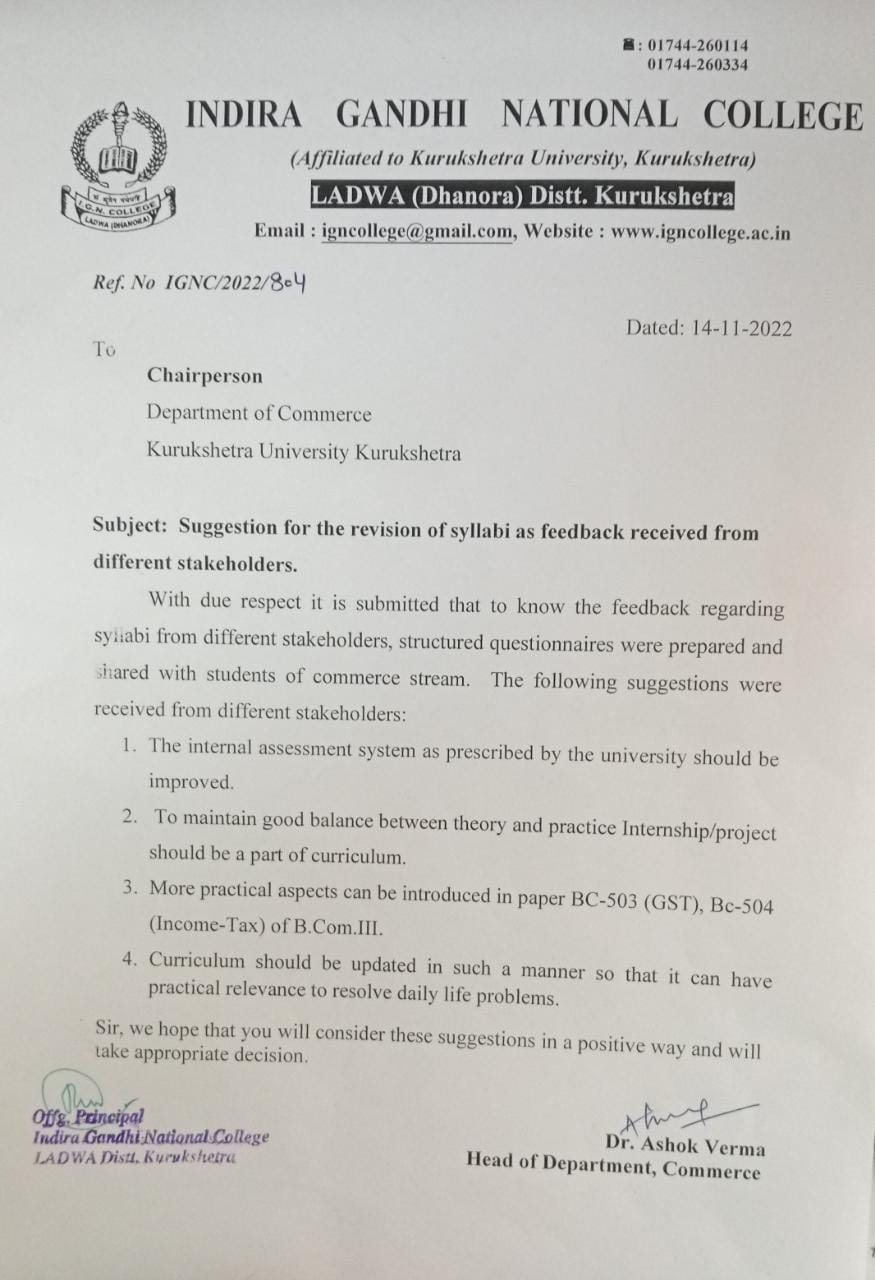 ☎: 01744-260114
01744-260334
INDIRA GANDHI NATIONAL COLLEGE
(Affiliated to Kurukshetra University, Kurukshetra)
LADWA (Dhanora) Distt. Kurukshetra
Email : igncollege@gmail.com, Website : www.igncollege.ac.in
I.G.N. COLLEGE
LADWA (DHANORA)
Ref. No IGNC/2022/804
Dated: 14-11-2022
To
Chairperson
Department of Commerce
Kurukshetra University Kurukshetra
Subject: Suggestion for the revision of syllabi as feedback received from
different stakeholders.
With due respect it is submitted that to know the feedback regarding
syllabi from different stakeholders, structured questionnaires were prepared and
shared with students of commerce stream. The following suggestions were
received from different stakeholders:
1. The internal assessment system as prescribed by the university should be
improved.
2. To maintain good balance between theory and practice Internship/project
should be a part of curriculum.
3. More practical aspects can be introduced in paper BC-503 (GST), Bc-504
(Income-Tax) of B.Com.III.
4. Curriculum should be updated in such a manner so that it can have
practical relevance to resolve daily life problems.
Sir, we hope that you will consider these suggestions in a positive way and will
take appropriate decision.
Offg. Principal
Indira Gandhi National College
LADWA Distt. Kurukshetra
Dr. Ashok Verma
Head of Department, Commerce